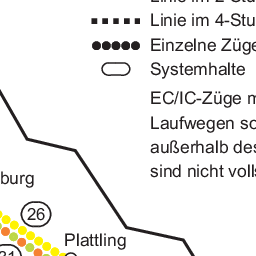 Linie im 4-Stu
Einzelne Züge
Systemhalte
EC/IC-Züge m
Laufwegen so
außerhalb des
sind nicht volls
burg
26
Plattling